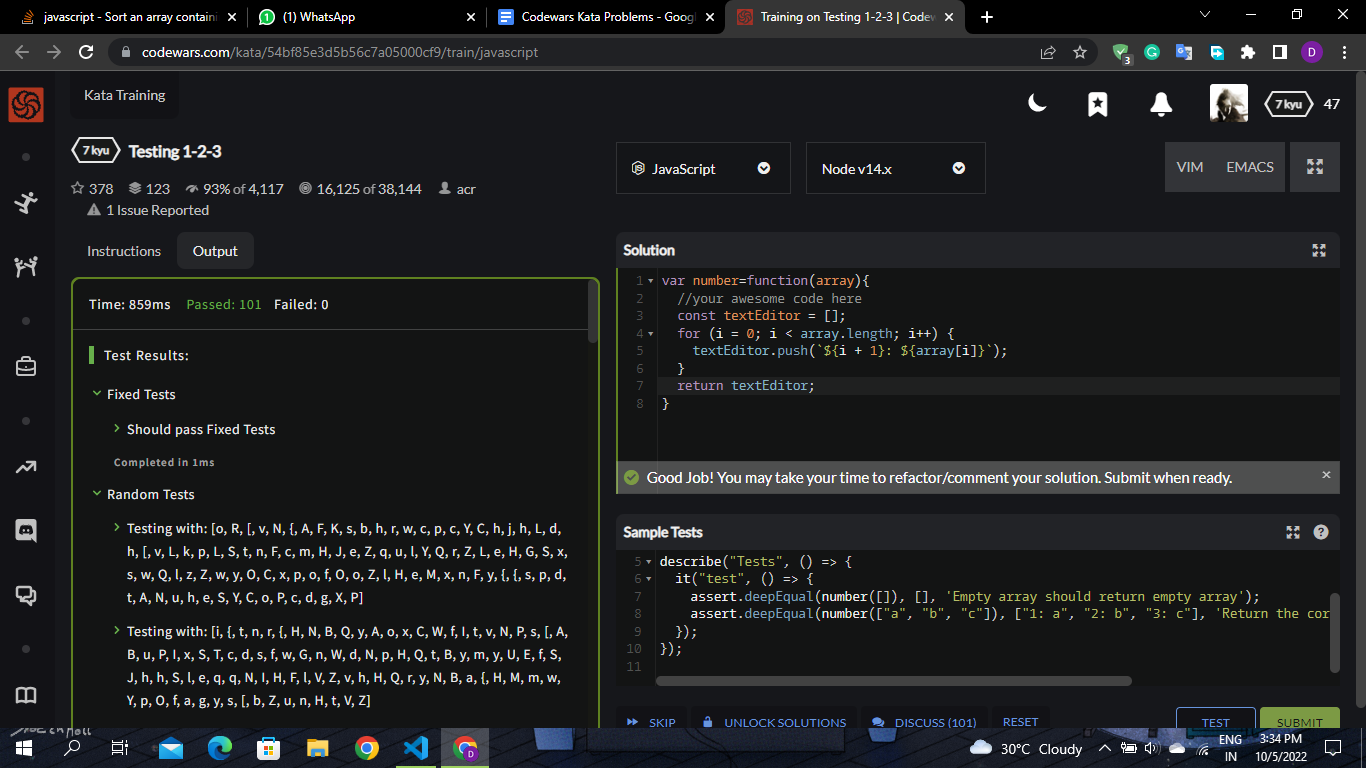 javascript - Sort an array containi
(1) WhatsApp
Codewars Kata Problems - Googl
Training on Testing 1-2-3 | Codew
codewars.com/kata/54bf85e3d5b56c7a05000cf9/train/javascript
3
D
Kata Training
7 kyu
47
7 kyu
Testing 1-2-3
378
123
93% of 4,117
16,125 of 38,144
acr
1 Issue Reported
JavaScript
Node v14.x
VIM
EMACS
Instructions
Output
Time: 859ms Passed: 101 Failed: 0
Test Results:
Fixed Tests
Should pass Fixed Tests
Completed in 1ms
Random Tests
Testing with: [o, R, [, v, N, {, A, F, K, s, b, h, r, w, c, p, c, Y, C, h, j, h, L, d,
h, [, v, L, k, p, L, S, t, n, F, c, m, H, J, e, Z, q, u, l, Y, Q, r, Z, L, e, H, G, S, x,
s, w, Q, l, z, Z, w, y, O, C, x, p, o, f, O, o, Z, l, H, e, M, x, n, F, y, {, {, s, p, d,
t, A, N, u, h, e, S, Y, C, o, P, c, d, g, X, P]
Testing with: [i, {, t, n, r, {, H, N, B, Q, y, A, o, x, C, W, f, I, t, v, N, P, s, [, A,
B, u, P, I, x, S, T, c, d, s, f, w, G, n, W, d, N, p, H, Q, t, B, y, m, y, U, E, f, S,
J, h, h, S, l, e, q, q, N, I, H, F, l, V, Z, v, h, H, Q, r, y, N, B, a, {, H, M, m, w,
Y, p, O, f, a, g, y, s, [, b, Z, u, n, H, t, V, Z]
Solution
1 var number=function(array){
2 //your awesome code here
3 const textEditor = [];
4 for (i = 0; i < array.length; i++) {
5 textEditor.push(`${i + 1}: ${array[i]}`);
6 }
7 return textEditor;
8 }
Good Job! You may take your time to refactor/comment your solution. Submit when ready.
Sample Tests
?
5 describe("Tests", () => {
6 it("test", () => {
7 assert.deepEqual(number([]), [], 'Empty array should return empty array');
8 assert.deepEqual(number(["a", "b", "c"]), ["1: a", "2: b", "3: c"], 'Return the cor
9 });
10 });
11
SKIP
UNLOCK SOLUTIONS
DISCUSS (101)
RESET
TEST
SUBMIT
D
30°C Cloudy
ENG
IN
3:34 PM
10/5/2022